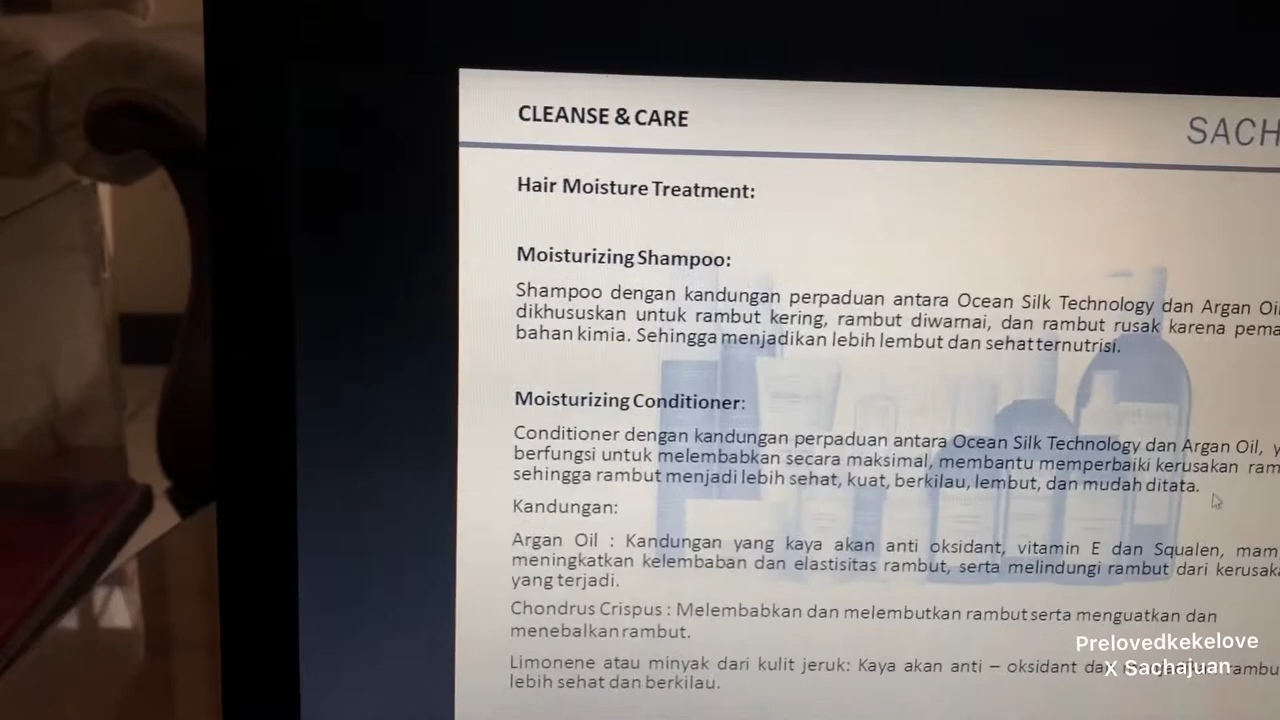 CLEANSE & CARE
SACH
Hair Moisture Treatment:
Moisturizing Shampoo:
Shampoo dengan kandungan perpaduan antara Ocean Silk Technology dan Argan Oil
dikhususkan untuk rambut kering, rambut diwarnai, dan rambut rusak karena pema
bahan kimia. Sehingga menjadikan lebih lembut dan sehat ternutrisi.
Moisturizing Conditioner:
Conditioner dengan kandungan perpaduan antara Ocean Silk Technology dan Argan Oil, y
berfungsi untuk melembabkan secara maksimal, membantu memperbaiki kerusakan ram
sehingga rambut menjadi lebih sehat, kuat, berkilau, lembut, dan mudah ditata.
Kandungan:
Argan Oil : Kandungan yang kaya akan anti oksidant, vitamin E dan Squalen, mam
meningkatkan kelembaban dan elastisitas rambut, serta melindungi rambut dari kerusaka
yang terjadi.
Chondrus Crispus : Melembabkan dan melembutkan rambut serta menguatkan dan
menebalkan rambut.
Limonene atau minyak dari kulit jeruk: Kaya akan anti – oksidant
lebih sehat dan berkilau.
Prelovedkekelove
X Sachajuan